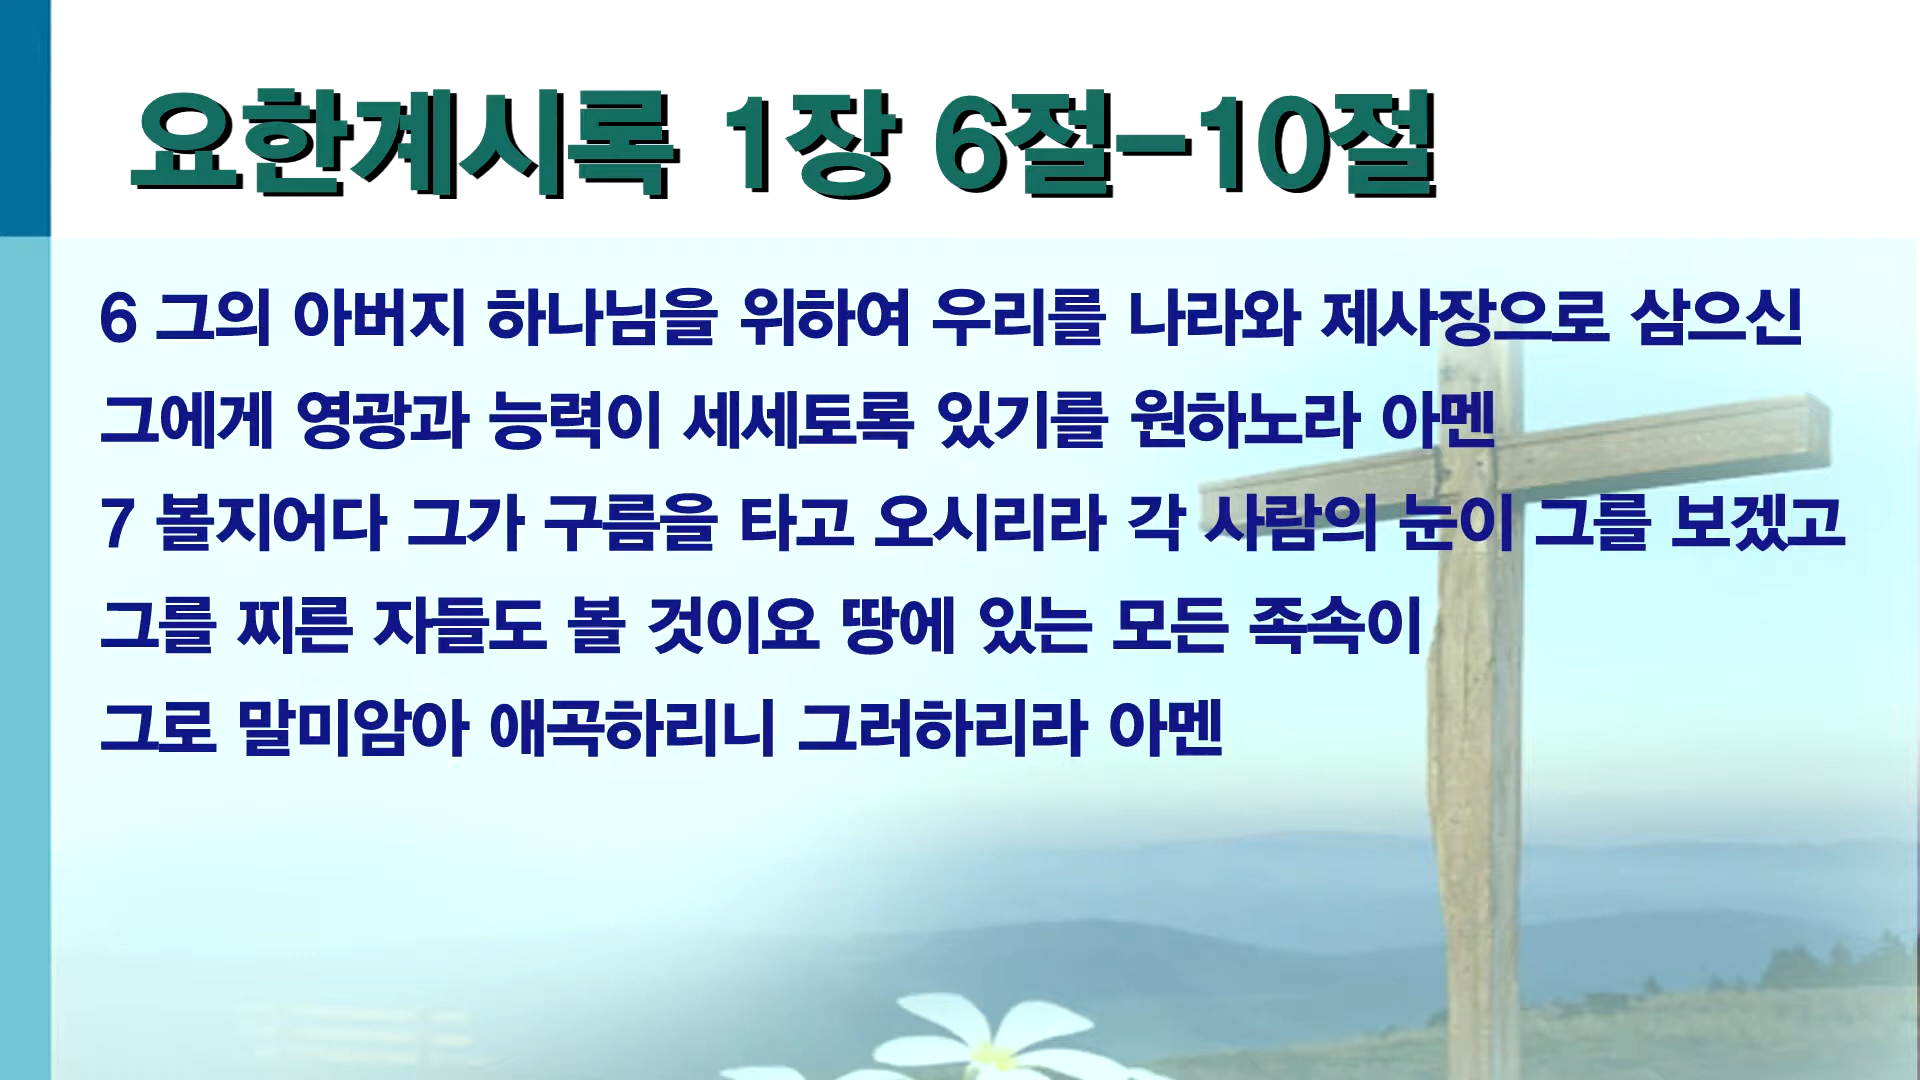 요한계시록 1장 6절-10절
6 그의 아버지 하나님을 위하여 우리를 나라와 제사장으로 삼으신
그에게 영광과 능력이 세세토록 있기를 원하노라 아멘
7 볼지어다 그가 구름을 타고 오시리라 각 사람의 눈이 그를 보겠고
그를 찌른 자들도 볼 것이요 땅에 있는 모든 족속이
그로 말미암아 애곡하리니 그러하리라 아멘